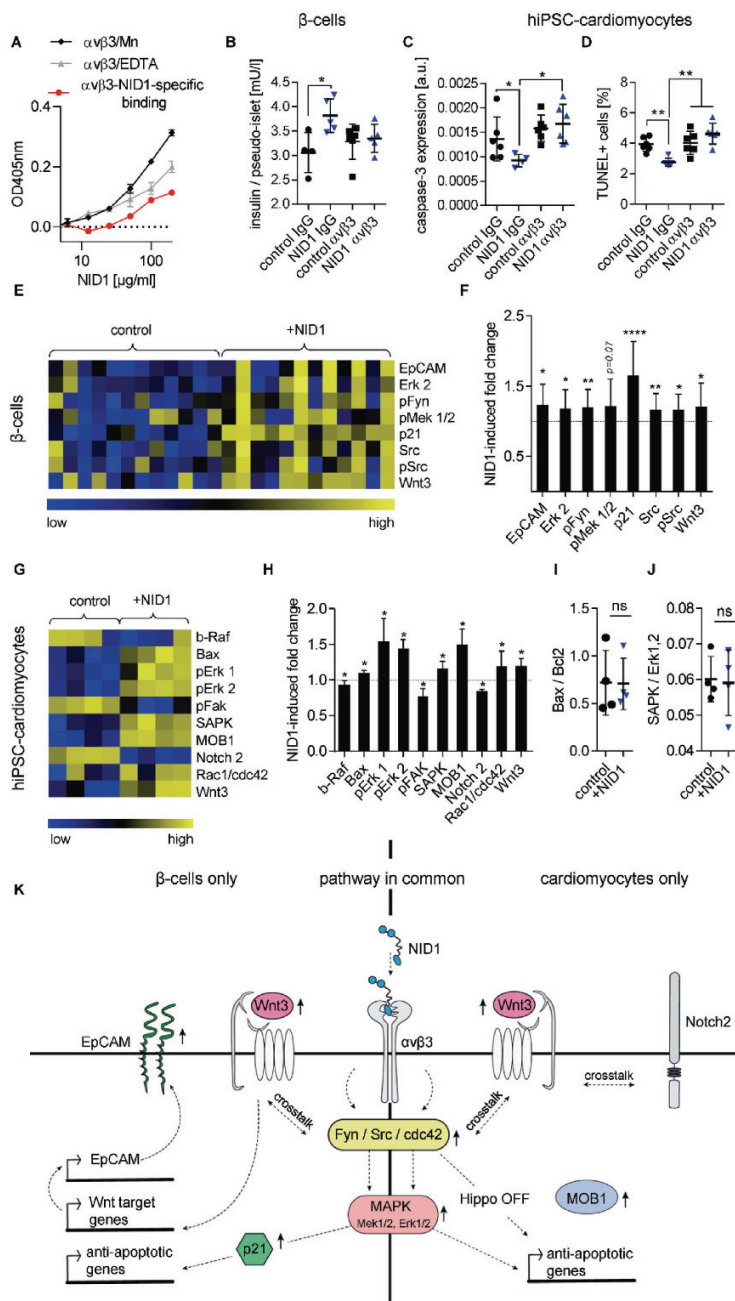 β-cells
hiPSC-cardiomyocytes
A
αvβ3/Mn
αvβ3/EDTA
αvβ3-NID1-specific
binding
OD405nm
0.4
0.2
0.0
10
100
NID1 [µg/ml]
B
insulin / pseudo-islet [mU/l]
4.5
4.0
3.5
3.0
2.5
2.0
*
control IgG
NID1 IgG
control αvβ3
NID1 αvβ3
C
caspase-3 expression [a.u.]
0.0025
0.0020
0.0015
0.0010
0.0005
0.0000
*
*
control IgG
NID1 IgG
control αvβ3
NID1 αvβ3
D
TUNEL+ cells [%]
8
6
4
2
0
**
**
control IgG
NID1 IgG
control αvβ3
NID1 αvβ3
E
control
+NID1
β-cells
EpCAM
Erk 2
pFyn
pMek 1/2
p21
Src
pSrc
Wnt3
low
high
F
NID1-induced fold change
2.5
1.5
0.5
*
*
**
p=0.07
****
**
*
*
EpCAM
Erk 2
pFyn
pMek 1/2
p21
Src
pSrc
Wnt3
G
control
+NID1
hiPSC-cardiomyocytes
b-Raf
Bax
pErk 1
pErk 2
pFak
SAPK
MOB1
Notch 2
Rac1/cdc42
Wnt3
low
high
H
NID1-induced fold change
2.0
1.5
1.0
0.5
0.0
*
*
*
*
*
*
*
*
*
*
b-Raf
Bax
pErk 1
pErk 2
pFAK
SAPK
MOB1
Notch 2
Rac1/cdc42
Wnt3
I
ns
Bax / Bcl2
1.5
1.0
0.5
0.0
control
+NID1
J
ns
SAPK / Erk1,2
0.10
0.08
0.06
0.04
control
+NID1
K
β-cells only
pathway in common
cardiomyocytes only
NID1
Wnt3
Wnt3
Notch2
EpCAM
αvβ3
crosstalk
crosstalk
crosstalk
Fyn / Src / cdc42
EpCAM
Wnt target
genes
MAPK
Mek1/2, Erk1/2
Hippo OFF
MOB1
p21
anti-apoptotic
genes
anti-apoptotic
genes